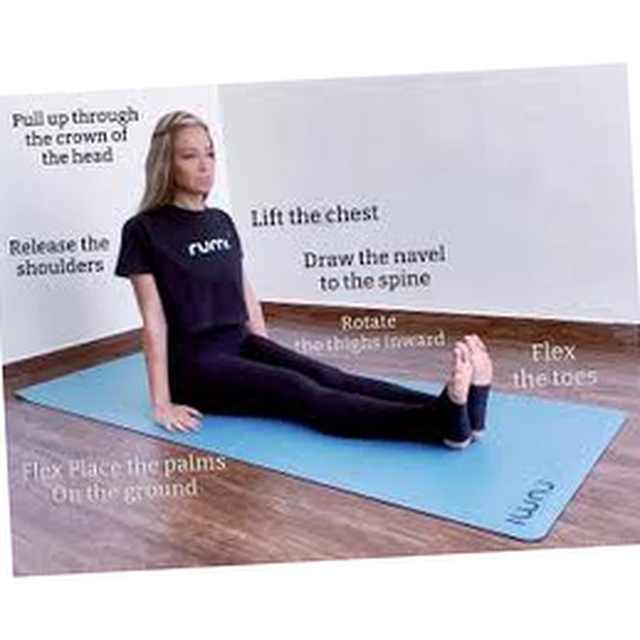 Pull up through
the crown of
the head
Lift the chest
rumi
Release the
shoulders
Draw the navel
to the spine
Rotate
the thighs inward
Flex
the toes
Flex Place the palms
On the ground
rumi